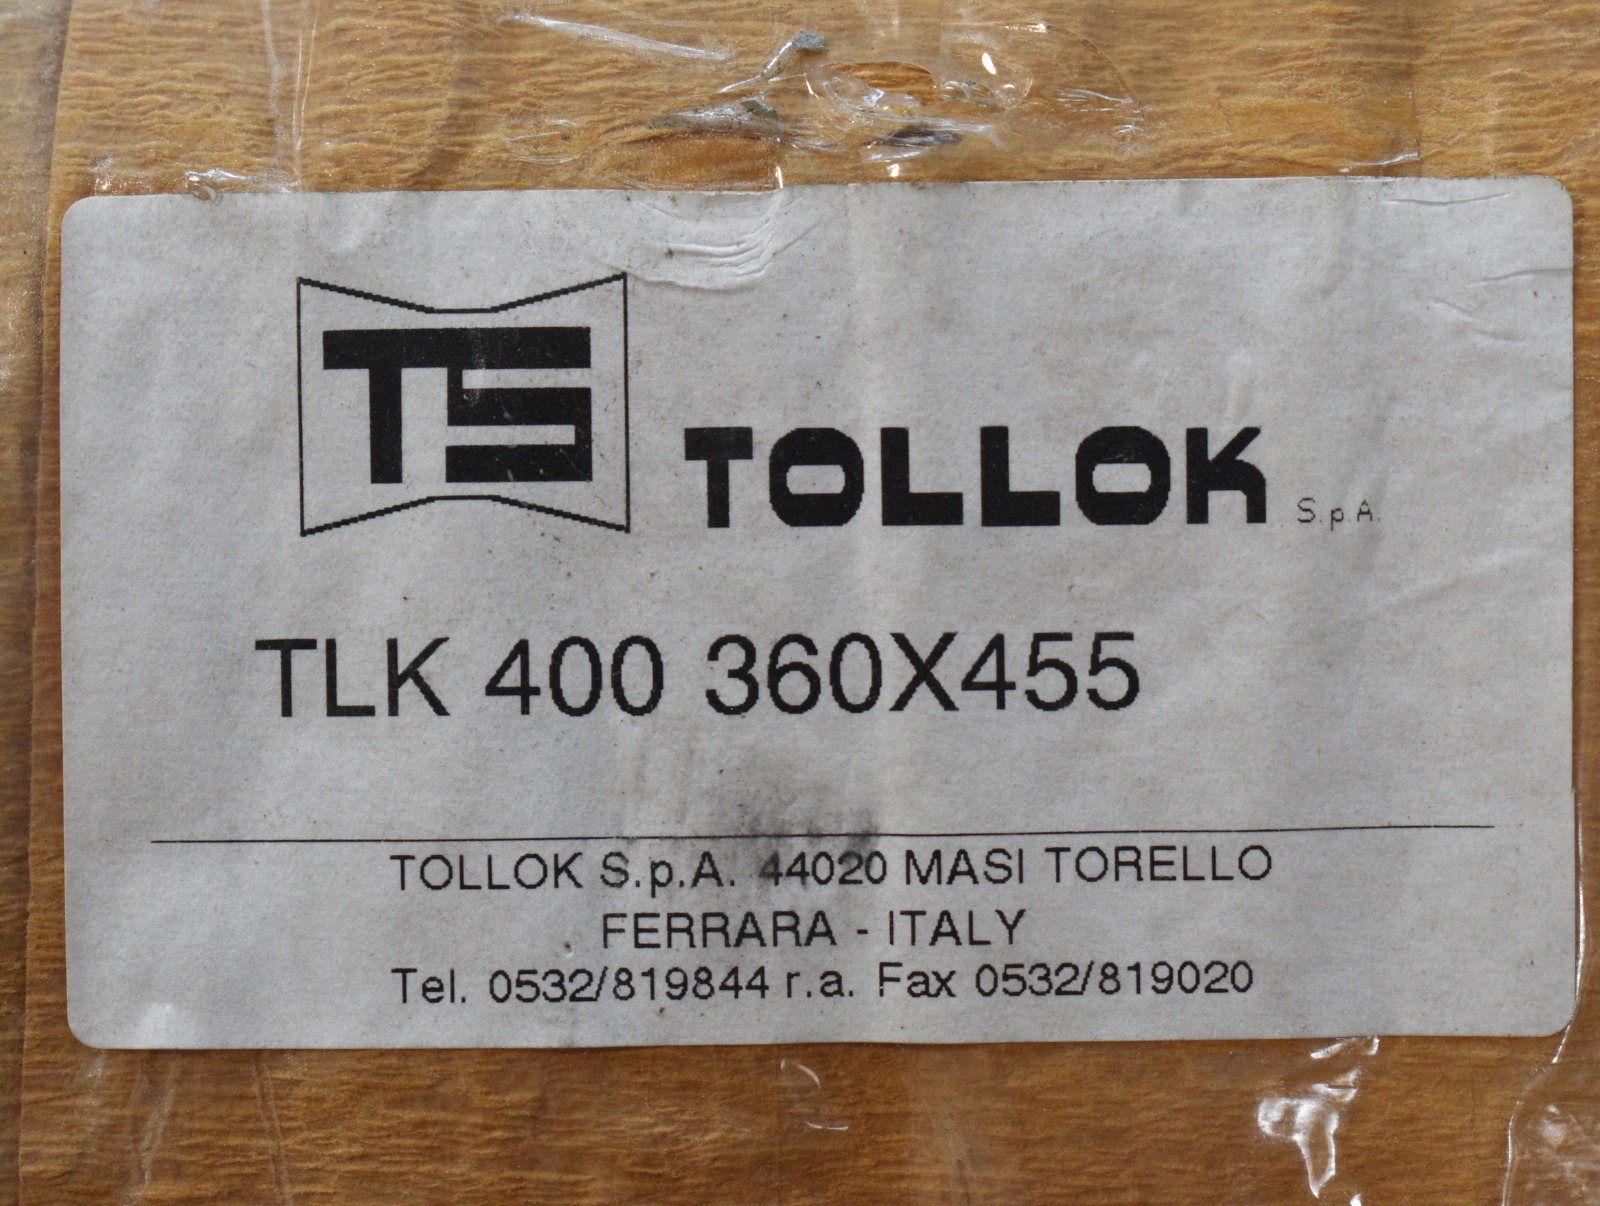 TS
TOLLOK S.p.A.
TLK 400 360X455
TOLLOK S.p.A. 44020 MASI TORELLO
FERRARA - ITALY
Tel. 0532/819844 r.a. Fax 0532/819020